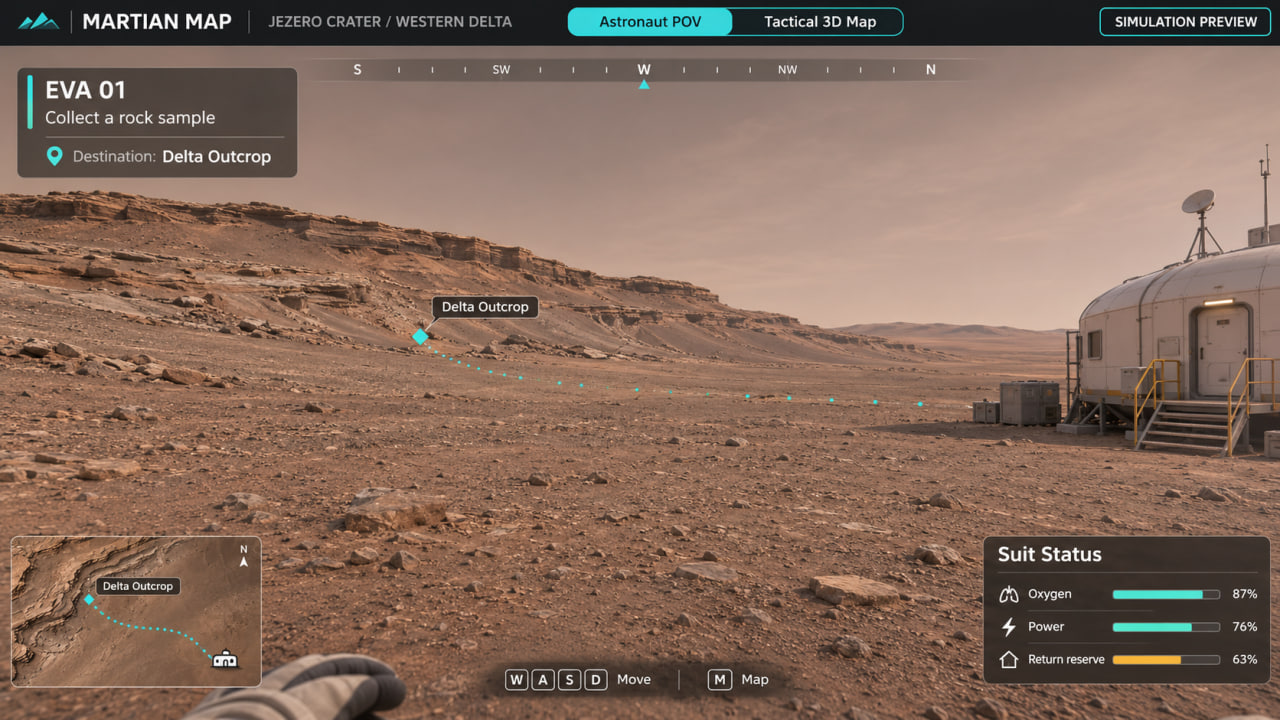 MARTIAN MAP
JEZERO CRATER / WESTERN DELTA
Astronaut POV
Tactical 3D Map
SIMULATION PREVIEW
S
SW
W
NW
N
EVA 01
Collect a rock sample
Destination: Delta Outcrop
Delta Outcrop
N
Delta Outcrop
W A S D Move
M Map
Suit Status
Oxygen 87%
Power 76%
Return reserve 63%